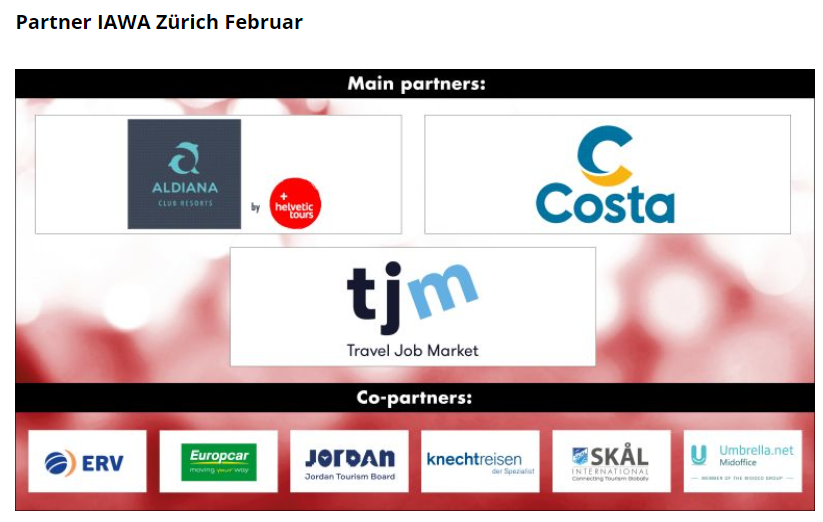 Partner IAWA Zürich Februar
Main partners:
ALDIANA
CLUB RESORTS
by
helvetic
tours
Costa
tjm
Travel Job Market
Co-partners:
ERV
Europcar
moving your way
JORDAN
Jordan Tourism Board
knechtreisen
der Spezialist
SKÅL
INTERNATIONAL
Connecting Tourism Globally
Umbrella.net
Midoffice
MEMBER OF THE
GROUP